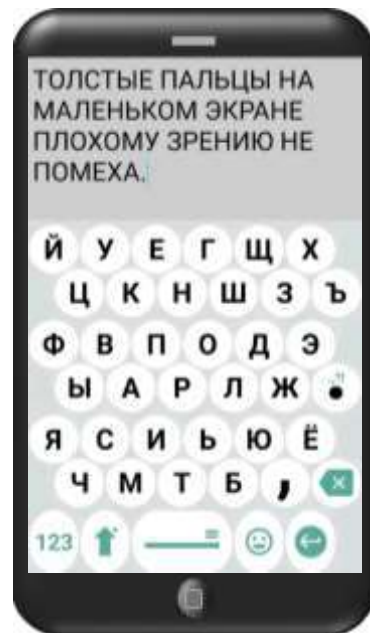 ТОЛСТЫЕ ПАЛЬЦЫ НА
МАЛЕНЬКОМ ЭКРАНЕ
ПЛОХОМУ ЗРЕНИЮ НЕ
ПОМЕХА.
Й У Е Г Щ Х
Ц К Н Ш З Ъ
Ф В П О Д Э
Ы А Р Л Ж .
Я С И Ь Ю Ё
Ч М Т Б ,
123